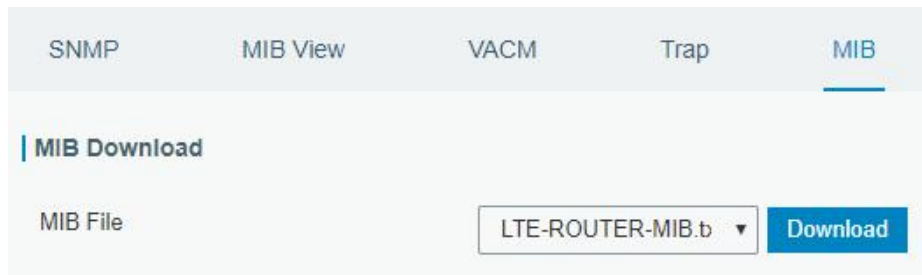 SNMP MIB View VACM Trap MIB
MIB Download
MIB File LTE-ROUTER-MIB.t Download